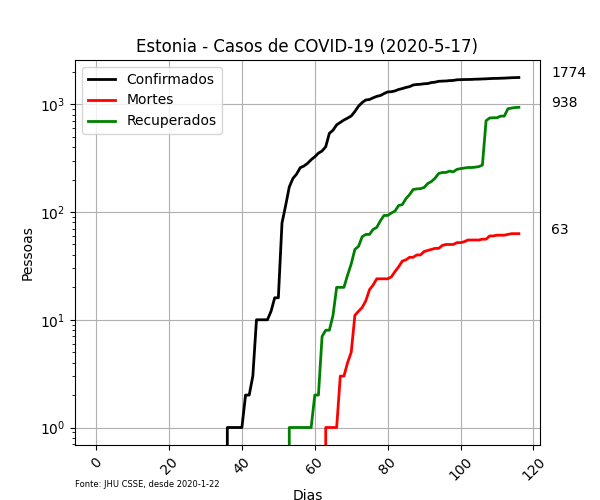 Estonia - Casos de COVID-19 (2020-5-17)
Confirmados
Mortes
Recuperados
1774
938
63
10³
10²
10¹
10⁰
Pessoas
0 20 40 60 80 100 120
Dias
Fonte: JHU CSSE, desde 2020-1-22